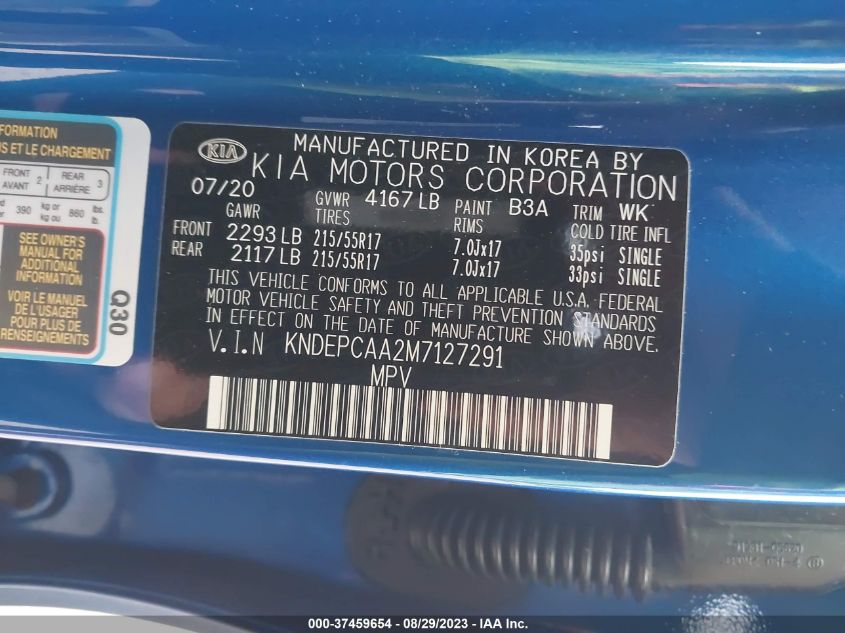 FORMATION
US ET LE CHARGEMENT
FRONT
AVANT 2
REAR
ARRIÈRE 3
390 kg or kg ou 860 lbs. lb.
SEE OWNER'S
MANUAL FOR
ADDITIONAL
INFORMATION
VOIR LE MANUEL
DE L'USAGER
POUR PLUS DE
RENSEIGNEMENTS
Q30
KIA
MANUFACTURED IN KOREA BY
KIA MOTORS CORPORATION
07/20 GVWR 4167 LB PAINT B3A TRIM WK
GAWR TIRES RIMS COLD TIRE INFL
FRONT 2293 LB 215/55R17 7.0Jx17 35psi SINGLE
REAR 2117 LB 215/55R17 7.0Jx17 33psi SINGLE
THIS VEHICLE CONFORMS TO ALL APPLICABLE U.S.A. FEDERAL
MOTOR VEHICLE SAFETY AND THEFT PREVENTION STANDARDS
IN EFFECT ON THE DATE OF MANUFACTURE SHOWN ABOVE.
V.I.N KNDEPCAA2M7127291
MPV
000-37459654 / 08/29/2023 / IAA Inc.